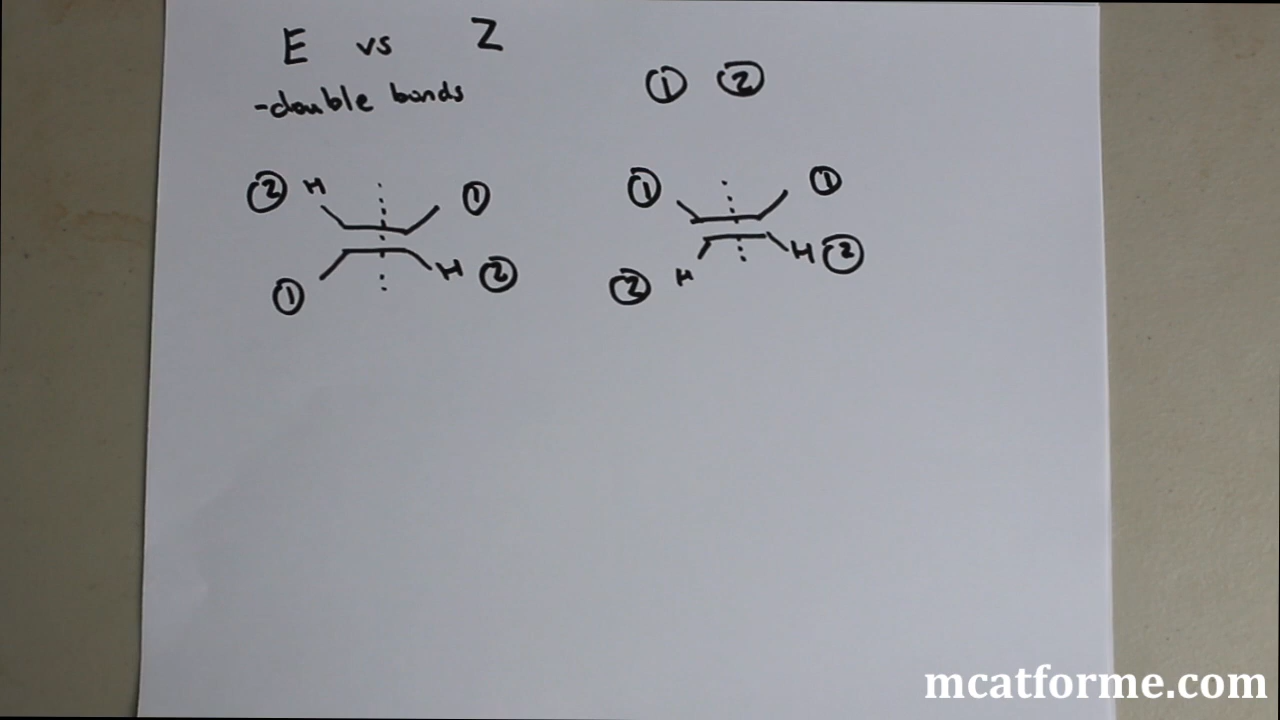 E vs Z
-double bonds
① ②
② H ① ① ①
① H ② ② H H ②
mcatforme.com